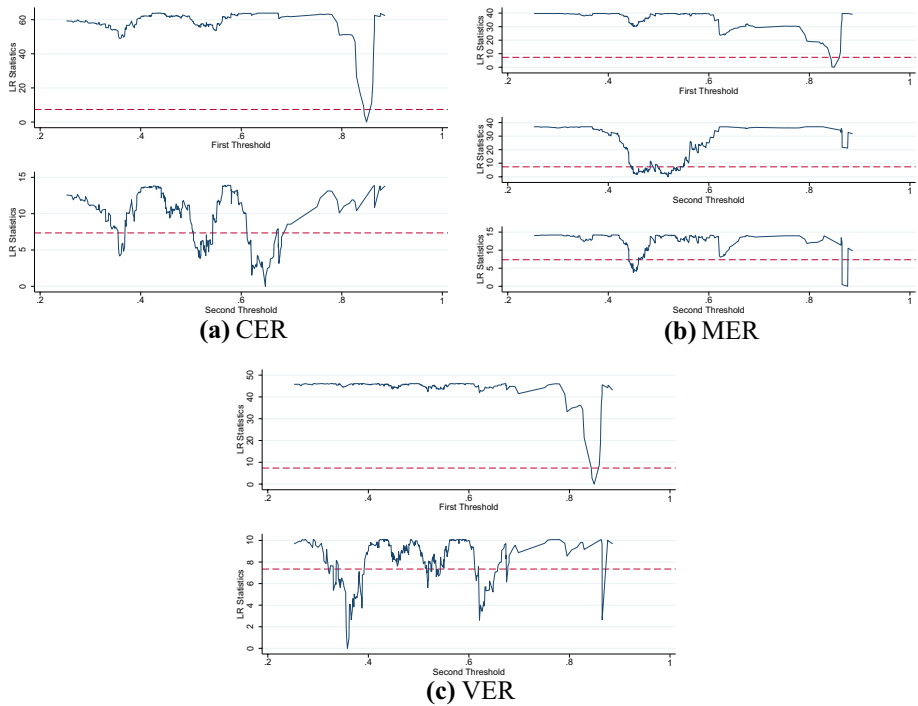 LR Statistics
60
40
20
0
.2 .4 .6 .8 1
First Threshold
LR Statistics
15
10
5
0
.2 .4 .6 .8 1
Second Threshold
(a) CER
LR Statistics
0 10 20 30 40
.2 .4 .6 .8 1
First Threshold
LR Statistics
0 10 20 30 40
.2 .4 .6 .8 1
Second Threshold
LR Statistics
0 5 10 15
.2 .4 .6 .8 1
Second Threshold
(b) MER
LR Statistics
50
40
30
20
10
0
.2 .4 .6 .8 1
First Threshold
LR Statistics
10
8
6
4
2
0
.2 .4 .6 .8 1
Second Threshold
(c) VER